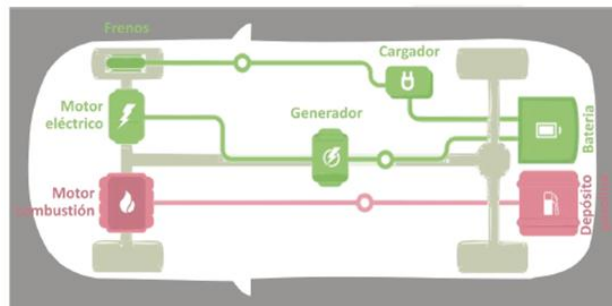 Frenos
Cargador
Motor
eléctrico
Generador
Batería
Motor
combustión
Depósito